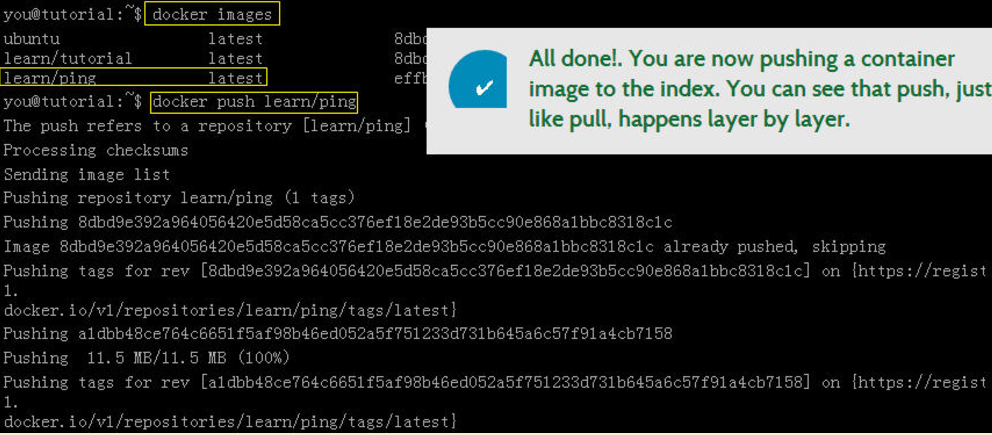 you@tutorial:~$ docker images
ubuntu latest 8dbd
learn/tutorial latest 8dbd
learn/ping latest effb
you@tutorial:~$ docker push learn/ping
The push refers to a repository [learn/ping]
Processing checksums
Sending image list
Pushing repository learn/ping (1 tags)
Pushing 8dbd9e392a964056420e5d58ca5cc376ef18e2de93b5cc90e868a1bbc8318c1c
Image 8dbd9e392a964056420e5d58ca5cc376ef18e2de93b5cc90e868a1bbc8318c1c already pushed, skipping
Pushing tags for rev [8dbd9e392a964056420e5d58ca5cc376ef18e2de93b5cc90e868a1bbc8318c1c] on {https://regist
1.
docker.io/v1/repositories/learn/ping/tags/latest}
Pushing a1dbb48ce764c6651f5af98b46ed052a5f751233d731b645a6c57f91a4cb7158
Pushing 11.5 MB/11.5 MB (100%)
Pushing tags for rev [a1dbb48ce764c6651f5af98b46ed052a5f751233d731b645a6c57f91a4cb7158] on {https://regist
1.
docker.io/v1/repositories/learn/ping/tags/latest}
All done!. You are now pushing a container
image to the index. You can see that push, just
like pull, happens layer by layer.